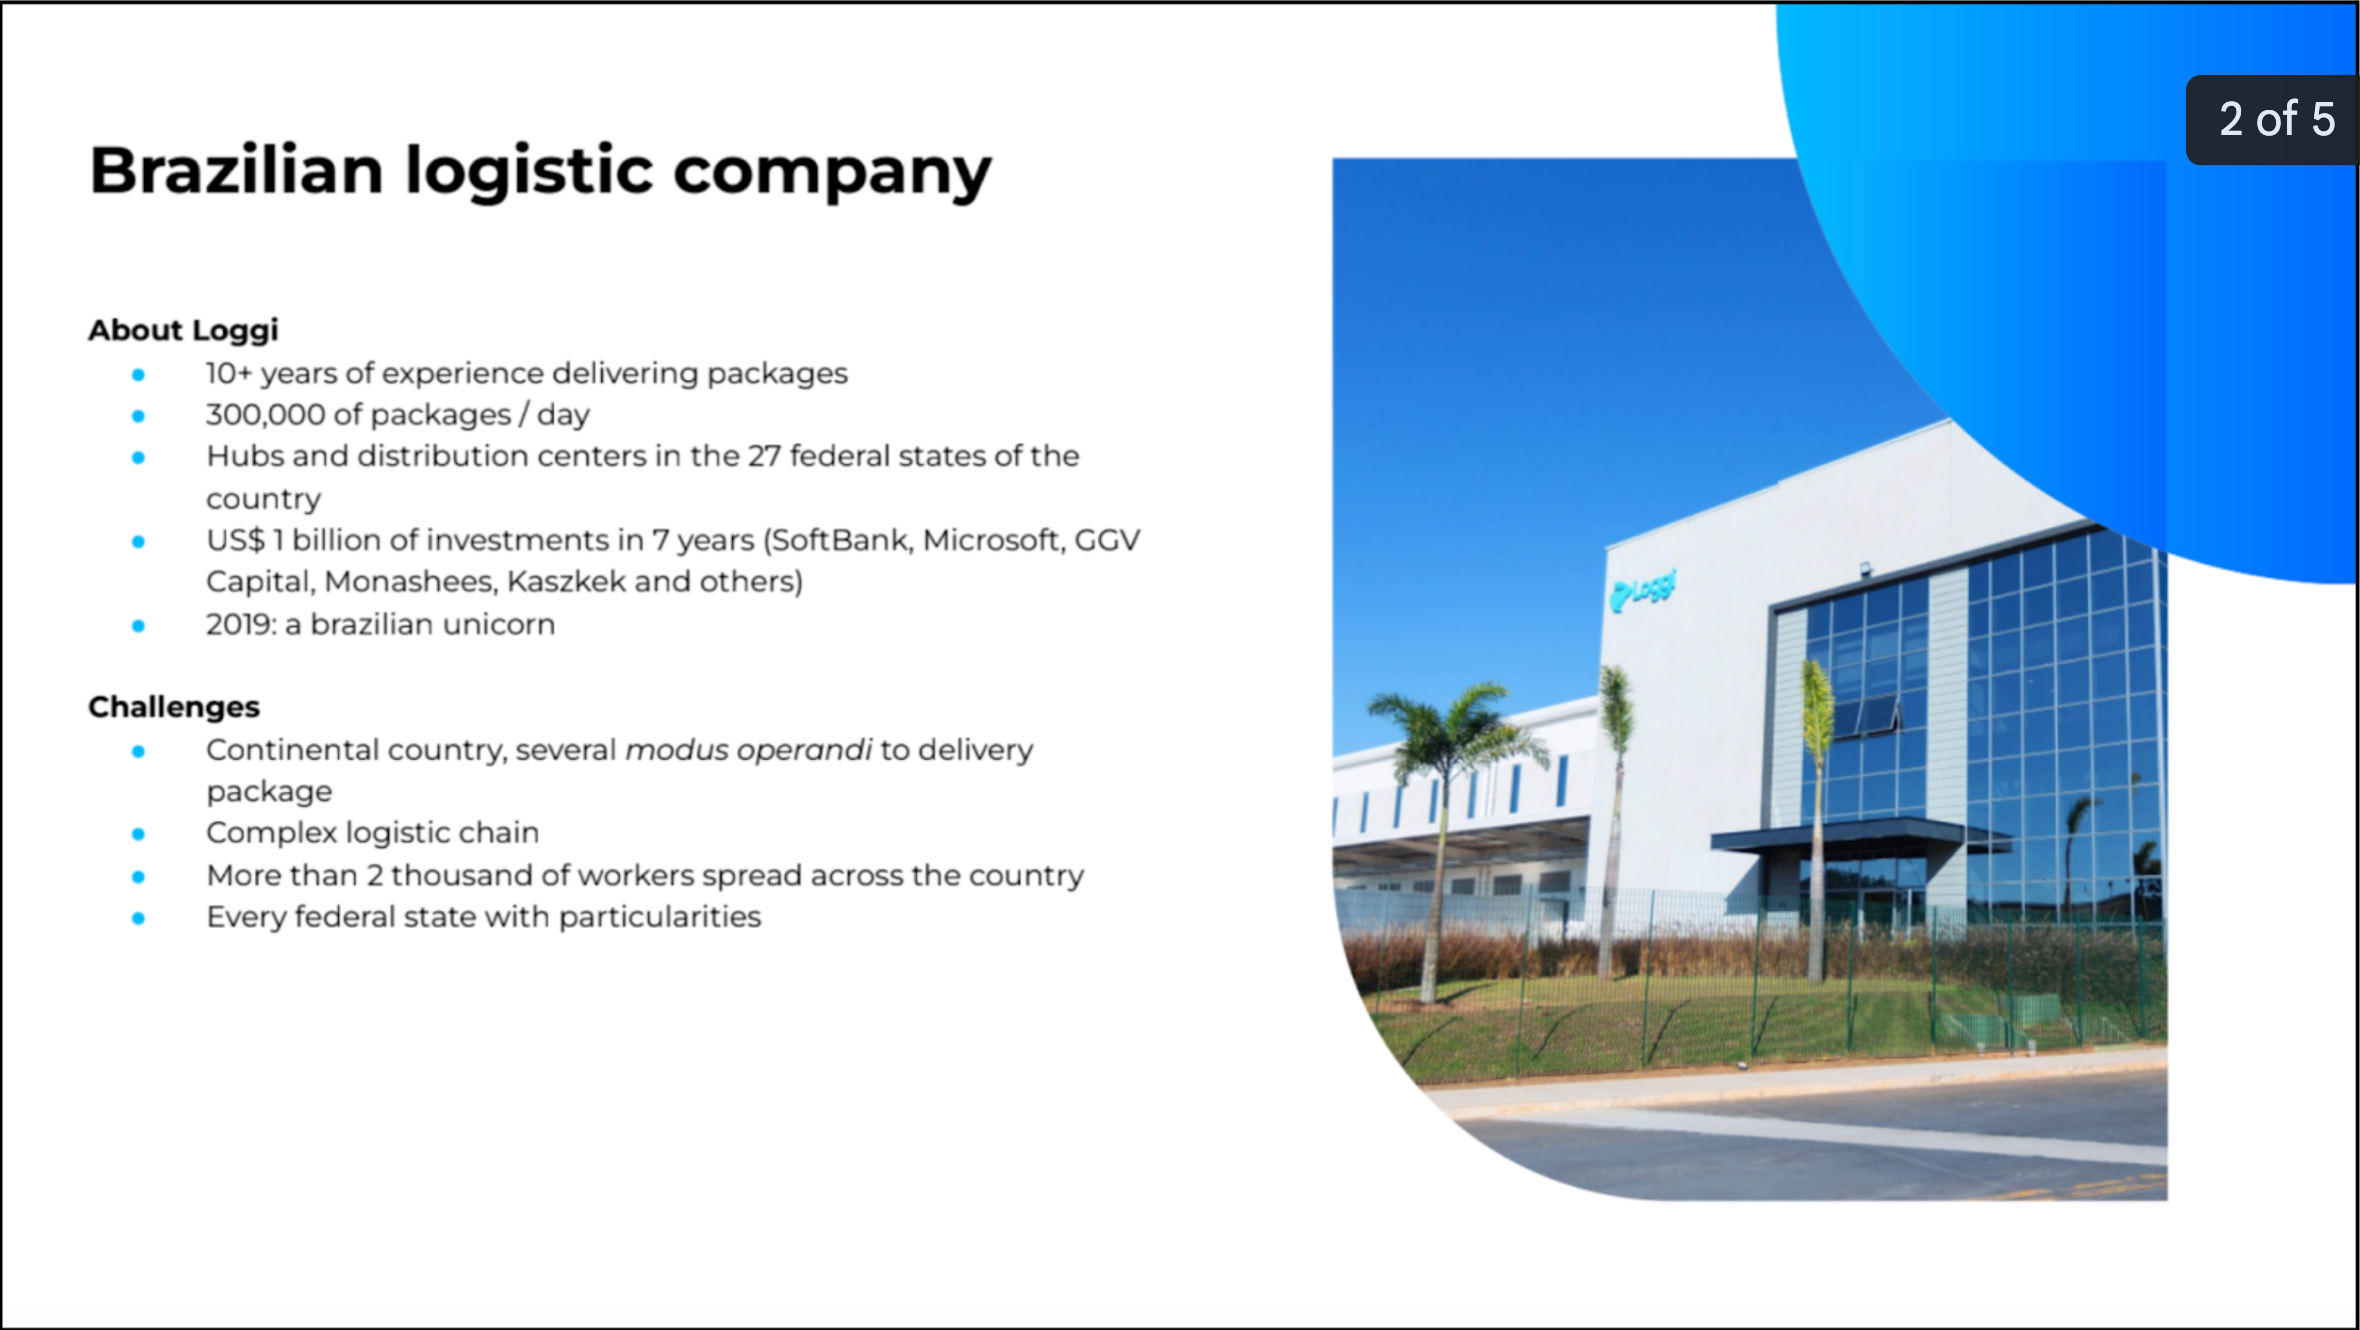 2 of 5
Brazilian logistic company
About Loggi
● 10+ years of experience delivering packages
● 300,000 of packages / day
● Hubs and distribution centers in the 27 federal states of the
country
● US$ 1 billion of investments in 7 years (SoftBank, Microsoft, GGV
Capital, Monashees, Kaszkek and others)
● 2019: a brazilian unicorn
Challenges
● Continental country, several modus operandi to delivery
package
● Complex logistic chain
● More than 2 thousand of workers spread across the country
● Every federal state with particularities
Loggi